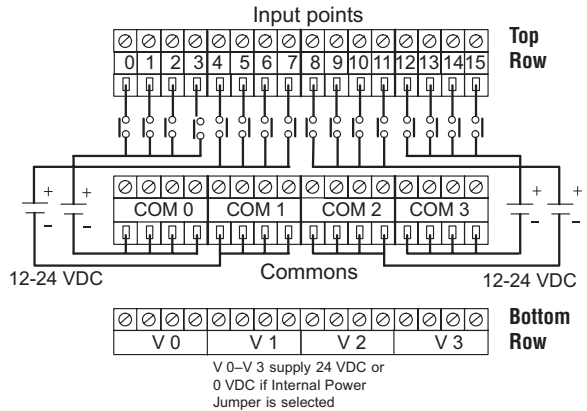 Input points
Top
Row
0 1 2 3 4 5 6 7 8 9 10 11 12 13 14 15
+ + + +
COM 0 COM 1 COM 2 COM 3
- - - -
12-24 VDC Commons 12-24 VDC
Bottom
Row
V 0 V 1 V 2 V 3
V 0–V 3 supply 24 VDC or
0 VDC if Internal Power
Jumper is selected